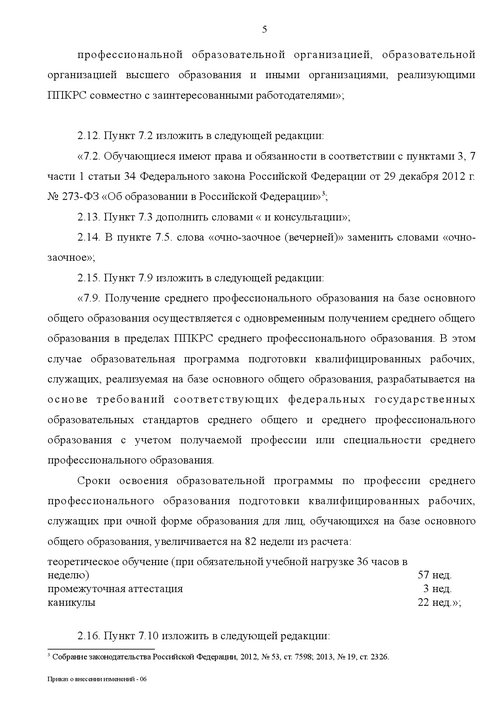 5
профессиональной образовательной организацией, образовательной
организацией высшего образования и иными организациями, реализующими
ППКРС совместно с заинтересованными работодателями»;
2.12. Пункт 7.2 изложить в следующей редакции:
«7.2. Обучающиеся имеют права и обязанности в соответствии с пунктами 3, 7
части 1 статьи 34 Федерального закона Российской Федерации от 29 декабря 2012 г.
№ 273-ФЗ «Об образовании в Российской Федерации»³;
2.13. Пункт 7.3 дополнить словами « и консультации»;
2.14. В пункте 7.5. слова «очно-заочное (вечерней)» заменить словами «очно-
заочное»;
2.15. Пункт 7.9 изложить в следующей редакции:
«7.9. Получение среднего профессионального образования на базе основного
общего образования осуществляется с одновременным получением среднего общего
образования в пределах ППКРС среднего профессионального образования. В этом
случае образовательная программа подготовки квалифицированных рабочих,
служащих, реализуемая на базе основного общего образования, разрабатывается на
основе требований соответствующих федеральных государственных
образовательных стандартов среднего общего и среднего профессионального
образования с учетом получаемой профессии или специальности среднего
профессионального образования.
Сроки освоения образовательной программы по профессии среднего
профессионального образования подготовки квалифицированных рабочих,
служащих при очной форме образования для лиц, обучающихся на базе основного
общего образования, увеличивается на 82 недели из расчета:
теоретическое обучение (при обязательной учебной нагрузке 36 часов в
неделю) 57 нед.
промежуточная аттестация 3 нед.
каникулы 22 нед.»;
2.16. Пункт 7.10 изложить в следующей редакции:
³ Собрание законодательства Российской Федерации, 2012, № 53, ст. 7598; 2013, № 19, ст. 2326.
Приказ о внесении изменений - 06